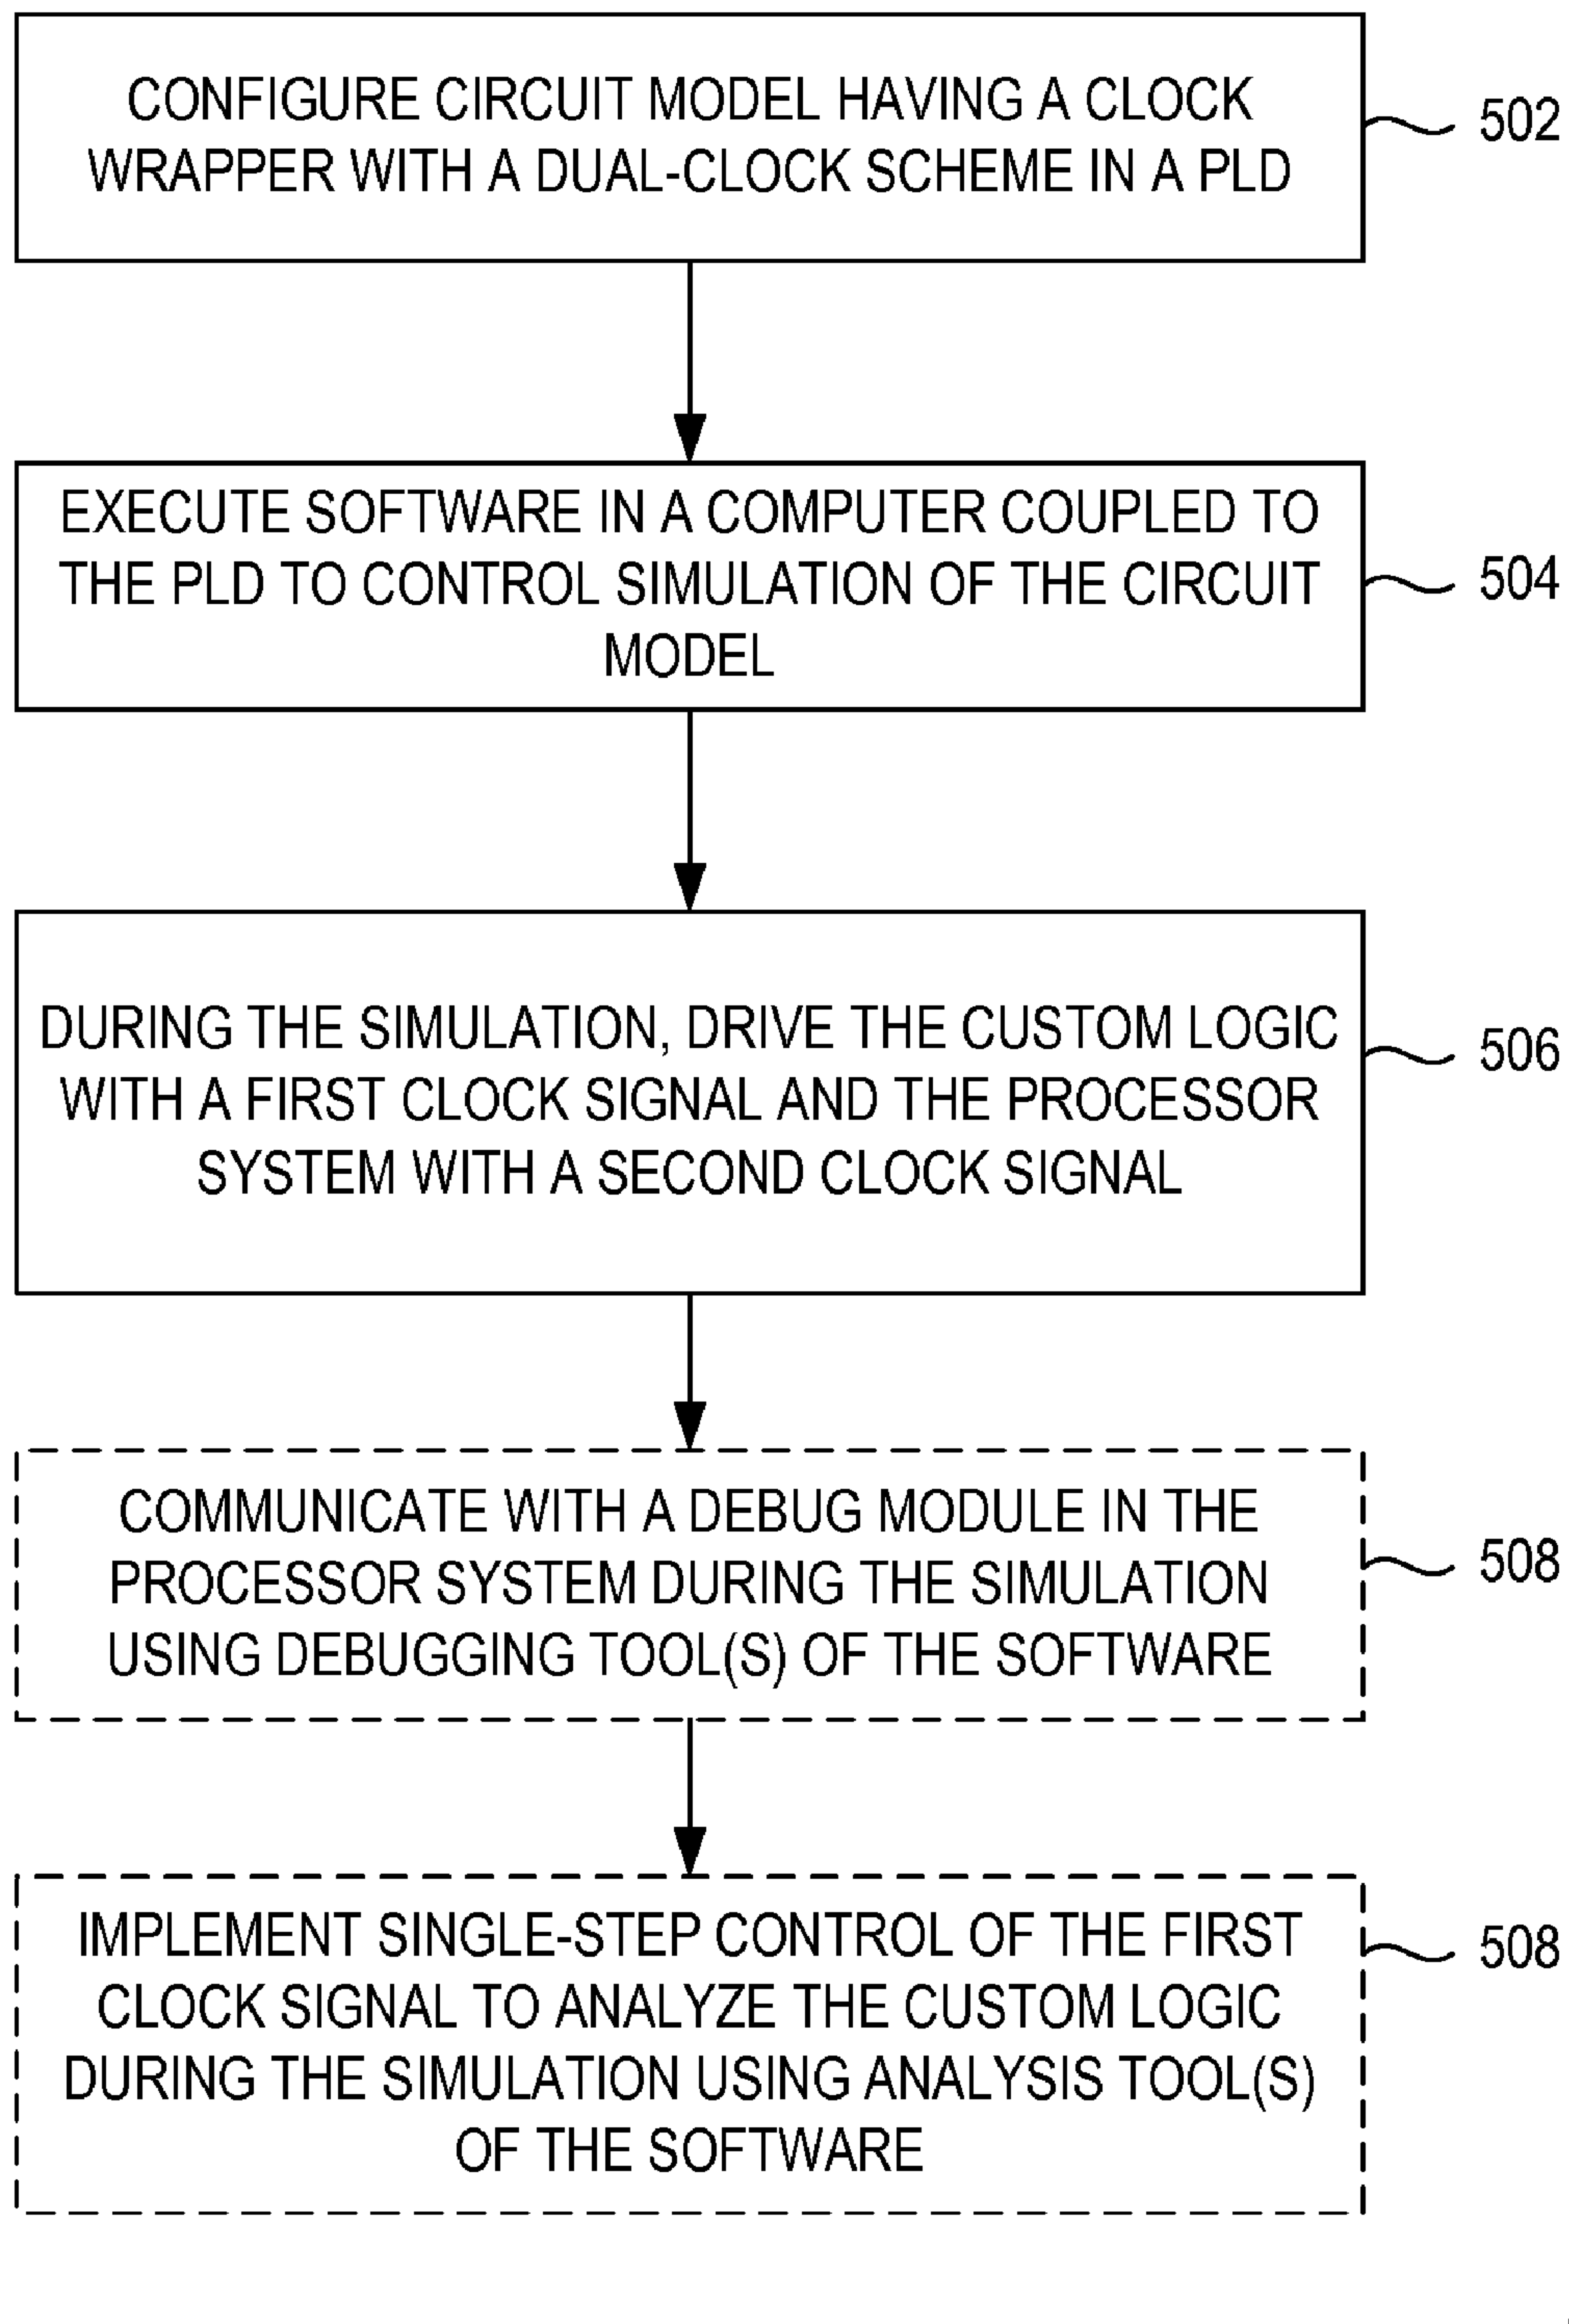 CONFIGURE CIRCUIT MODEL HAVING A CLOCK
WRAPPER WITH A DUAL-CLOCK SCHEME IN A PLD
502
EXECUTE SOFTWARE IN A COMPUTER COUPLED TO
THE PLD TO CONTROL SIMULATION OF THE CIRCUIT
MODEL
504
DURING THE SIMULATION, DRIVE THE CUSTOM LOGIC
WITH A FIRST CLOCK SIGNAL AND THE PROCESSOR
SYSTEM WITH A SECOND CLOCK SIGNAL
506
COMMUNICATE WITH A DEBUG MODULE IN THE
PROCESSOR SYSTEM DURING THE SIMULATION
USING DEBUGGING TOOL(S) OF THE SOFTWARE
508
IMPLEMENT SINGLE-STEP CONTROL OF THE FIRST
CLOCK SIGNAL TO ANALYZE THE CUSTOM LOGIC
DURING THE SIMULATION USING ANALYSIS TOOL(S)
OF THE SOFTWARE
508